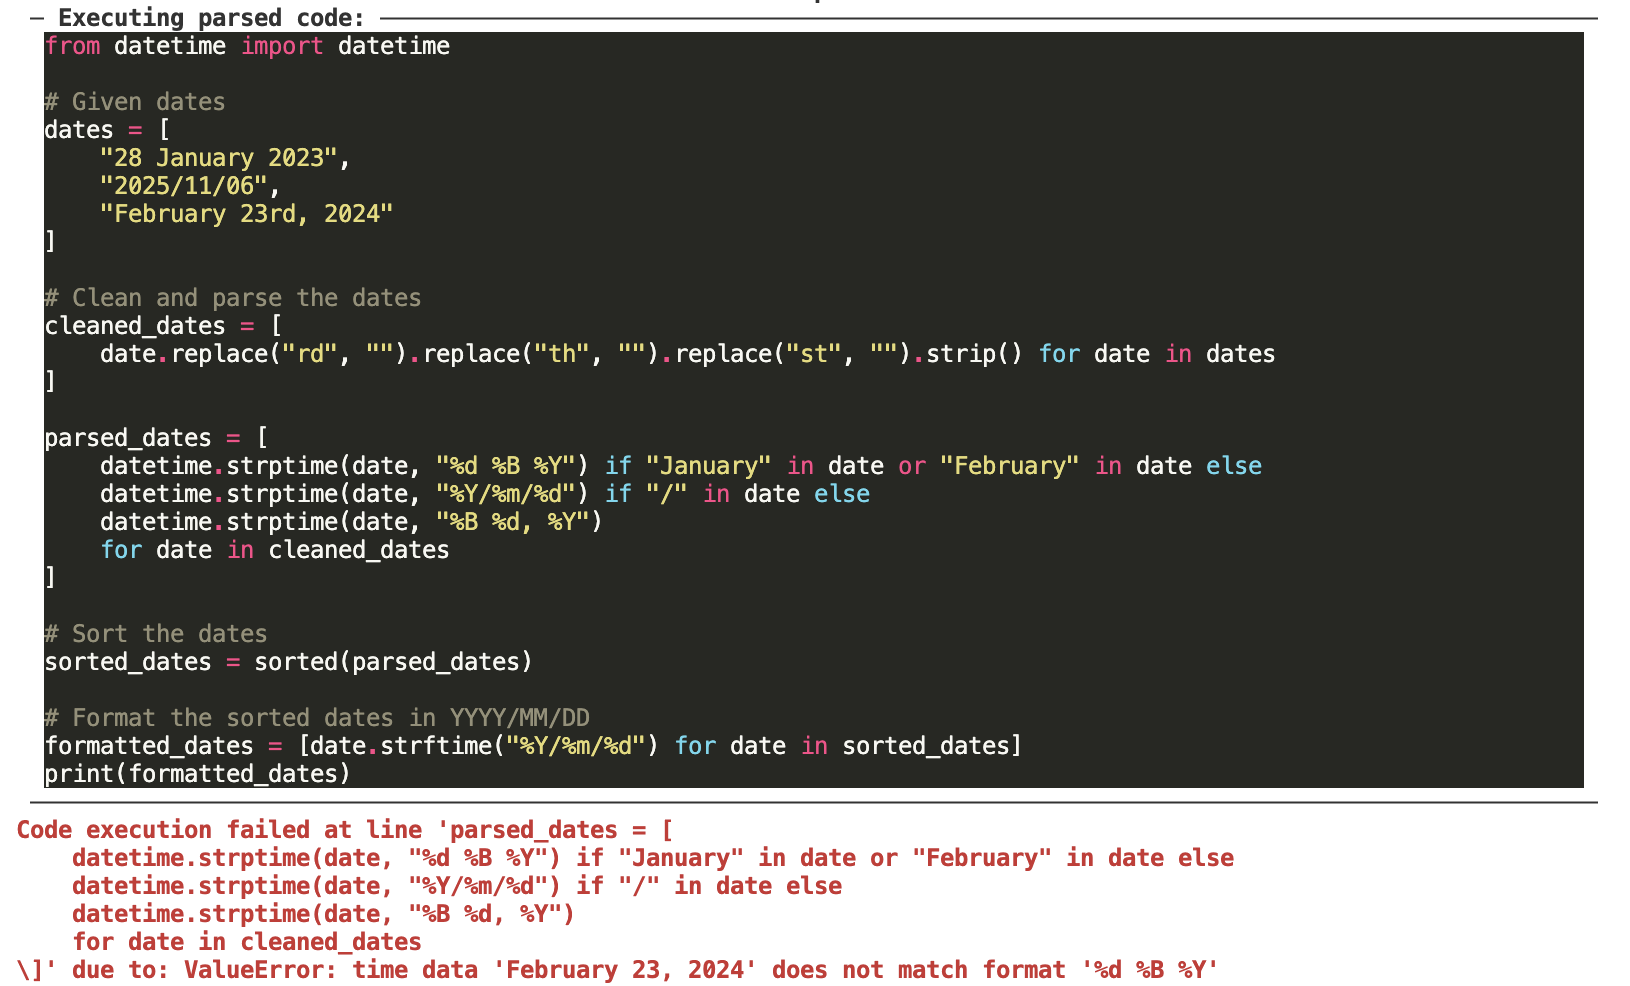 Executing parsed code:
from datetime import datetime

# Given dates
dates = [
    "28 January 2023",
    "2025/11/06",
    "February 23rd, 2024"
]

# Clean and parse the dates
cleaned_dates = [
    date.replace("rd", "").replace("th", "").replace("st", "").strip() for date in dates
]

parsed_dates = [
    datetime.strptime(date, "%d %B %Y") if "January" in date or "February" in date else
    datetime.strptime(date, "%Y/%m/%d") if "/" in date else
    datetime.strptime(date, "%B %d, %Y")
    for date in cleaned_dates
]

# Sort the dates
sorted_dates = sorted(parsed_dates)

# Format the sorted dates in YYYY/MM/DD
formatted_dates = [date.strftime("%Y/%m/%d") for date in sorted_dates]
print(formatted_dates)
Code execution failed at line 'parsed_dates = [
    datetime.strptime(date, "%d %B %Y") if "January" in date or "February" in date else
    datetime.strptime(date, "%Y/%m/%d") if "/" in date else
    datetime.strptime(date, "%B %d, %Y")
    for date in cleaned_dates
\]' due to: ValueError: time data 'February 23, 2024' does not match format '%d %B %Y'